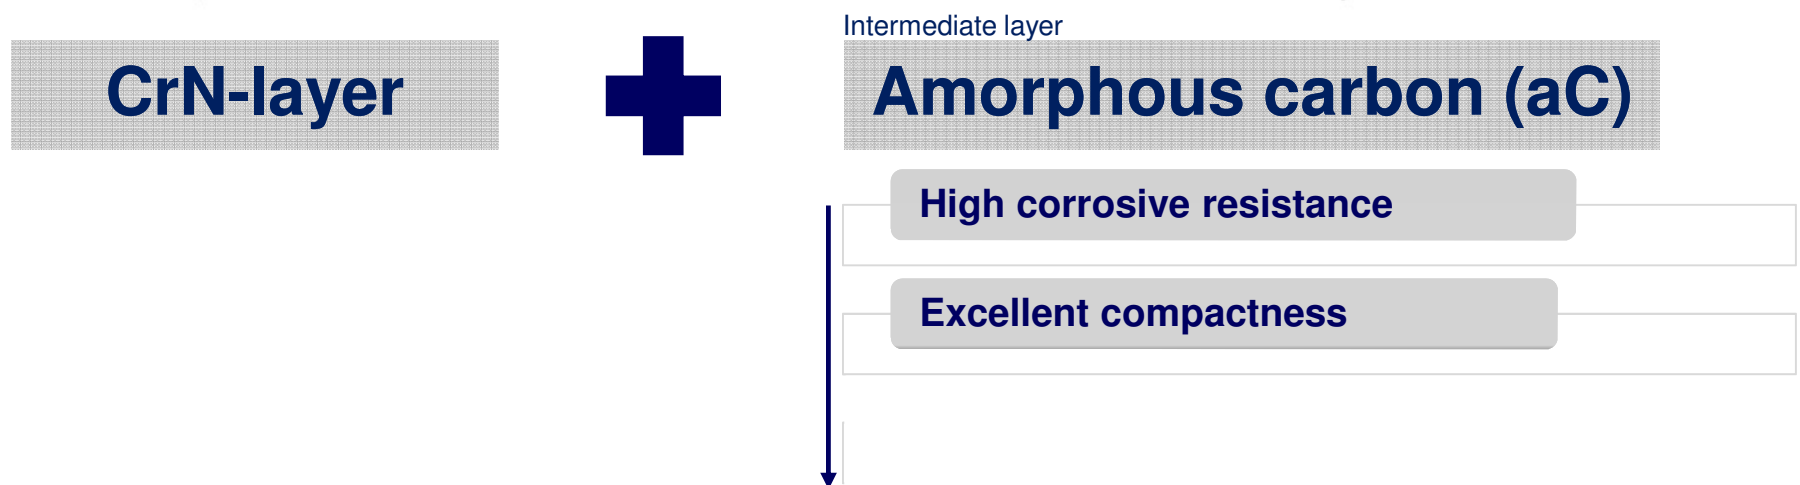 Intermediate layer
CrN-layer
Amorphous carbon (aC)
High corrosive resistance
Excellent compactness